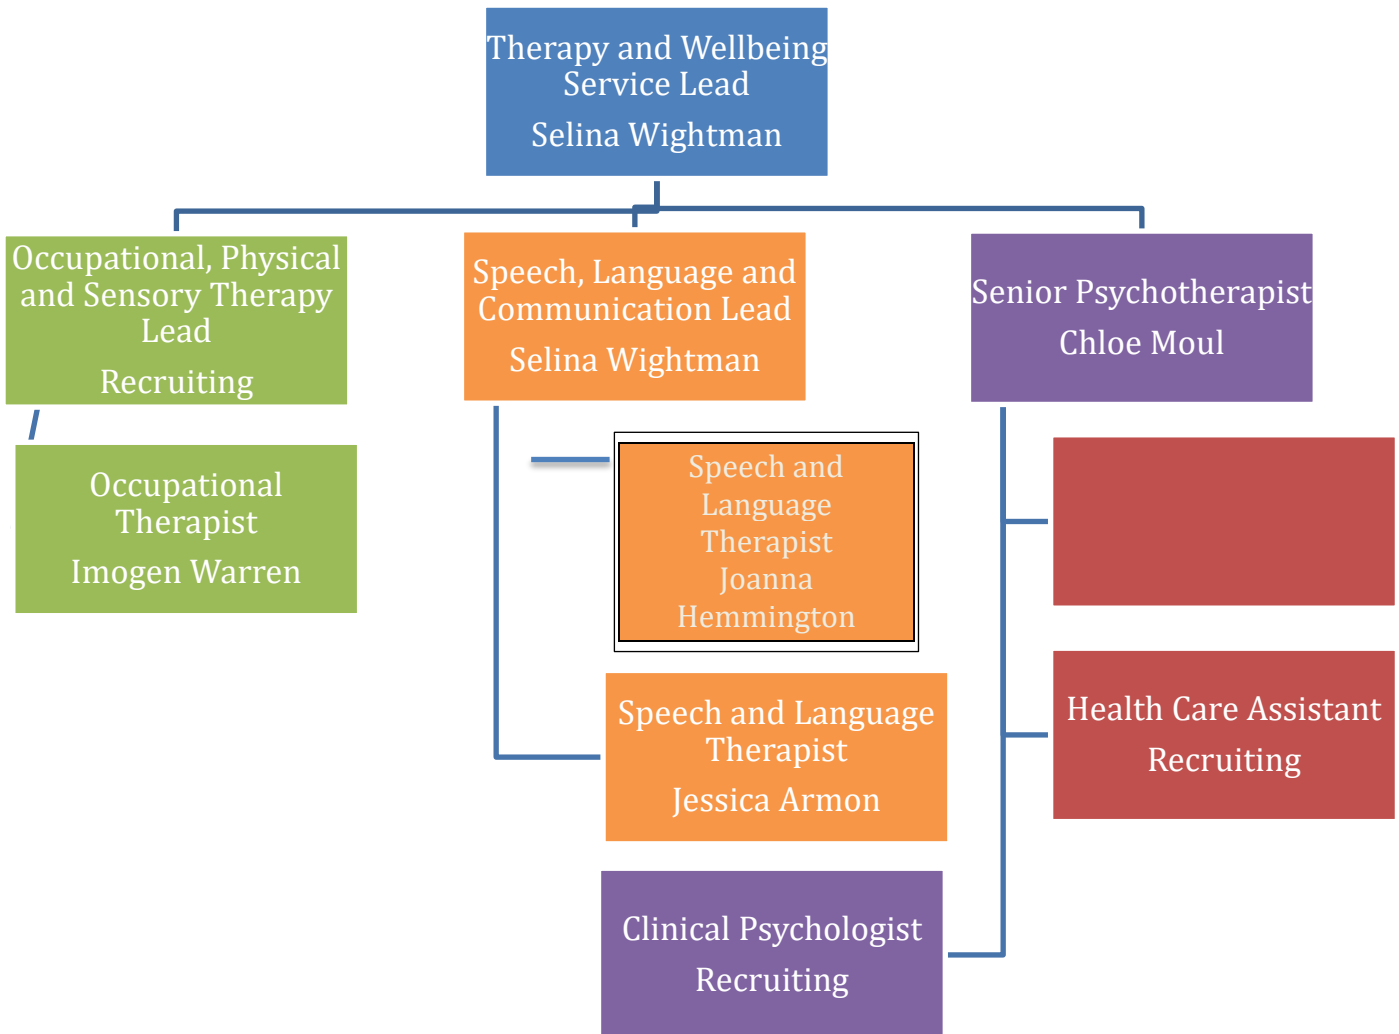 Therapy and Wellbeing
Service Lead
Selina Wightman
Occupational, Physical
and Sensory Therapy
Lead
Recruiting
Speech, Language and
Communication Lead
Selina Wightman
Senior Psychotherapist
Chloe Moul
Occupational
Therapist
Imogen Warren
Speech and
Language
Therapist
Joanna
Hemmington
Speech and Language
Therapist
Jessica Armon
Health Care Assistant
Recruiting
Clinical Psychologist
Recruiting